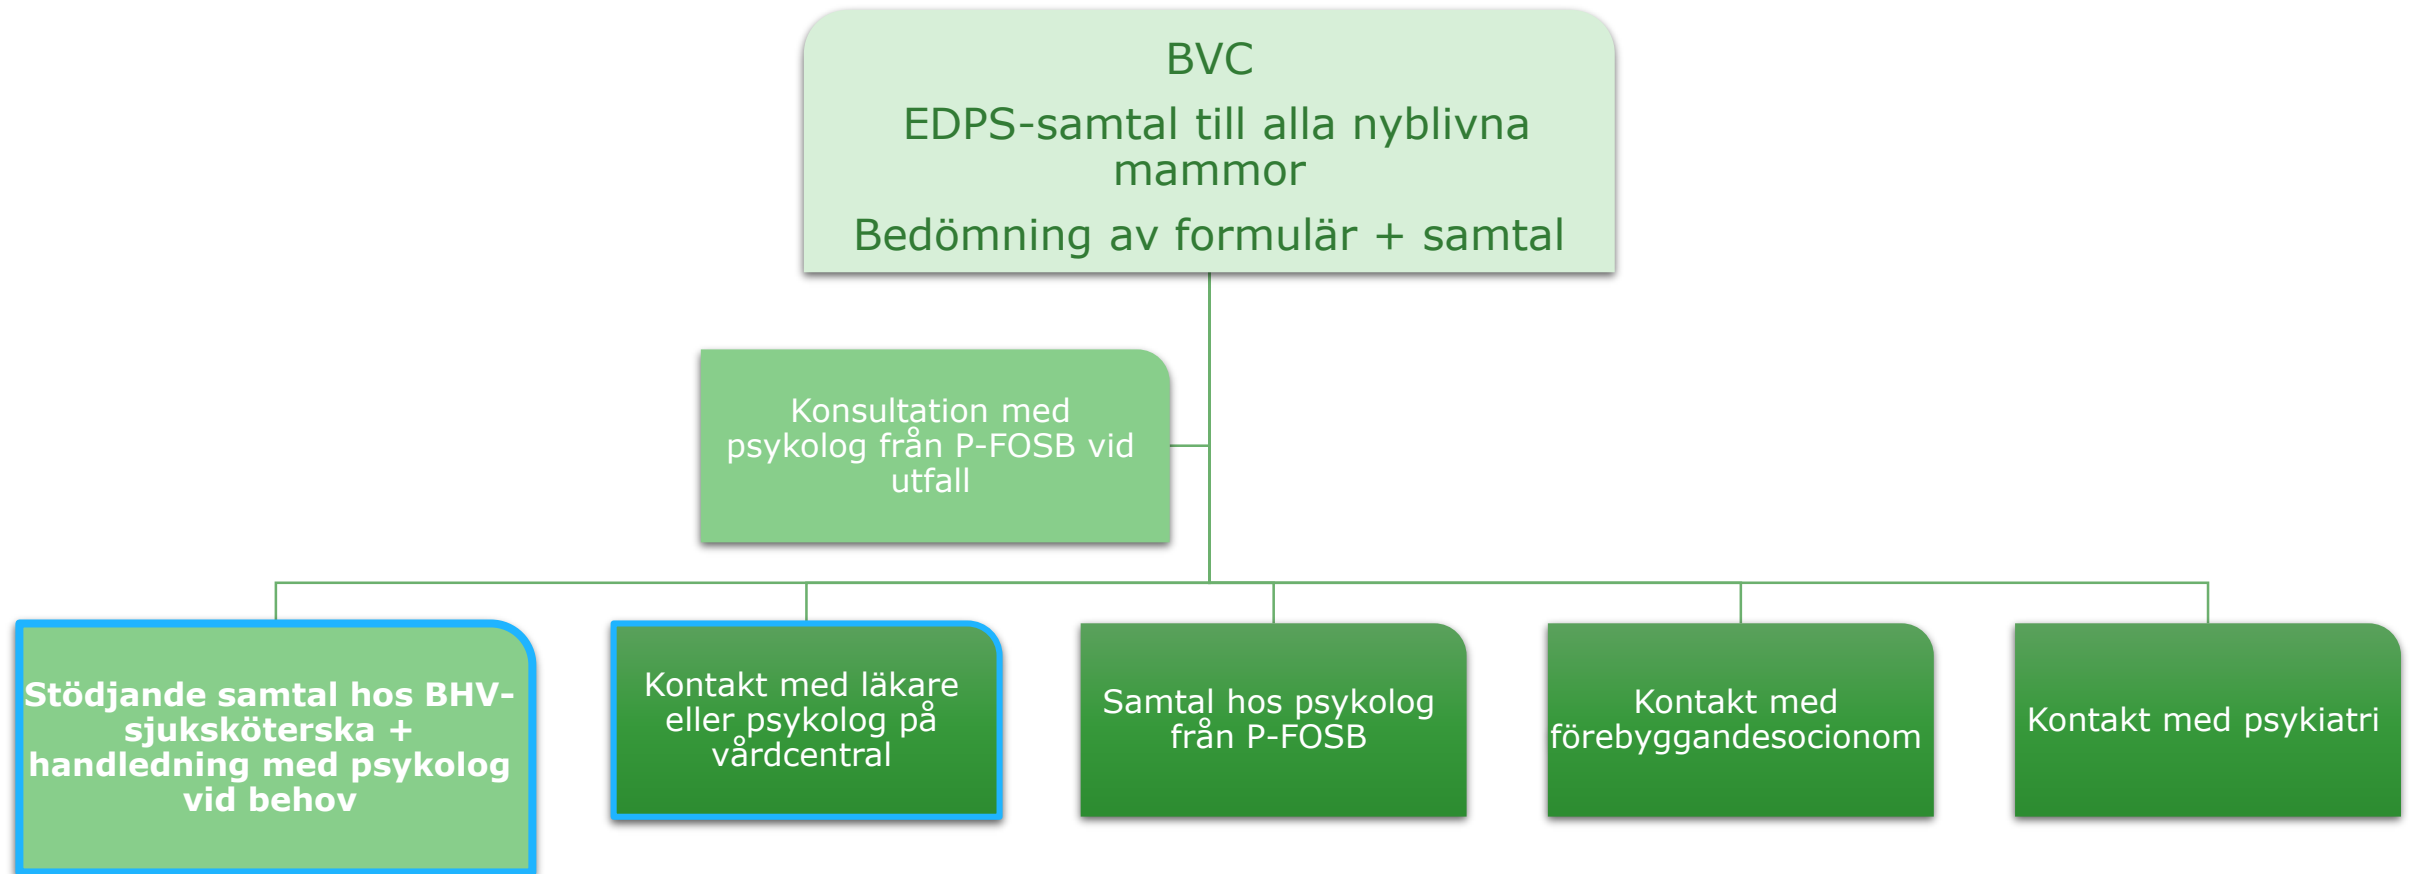 BVC
EDPS-samtal till alla nyblivna
mammor
Bedömning av formulär + samtal
Konsultation med
psykolog från P-FOSB vid
utfall
Stödjande samtal hos BHV-
sjuksköterska +
handledning med psykolog
vid behov
Kontakt med läkare
eller psykolog på
vårdcentral
Samtal hos psykolog
från P-FOSB
Kontakt med
förebyggandesocionom
Kontakt med psykiatri